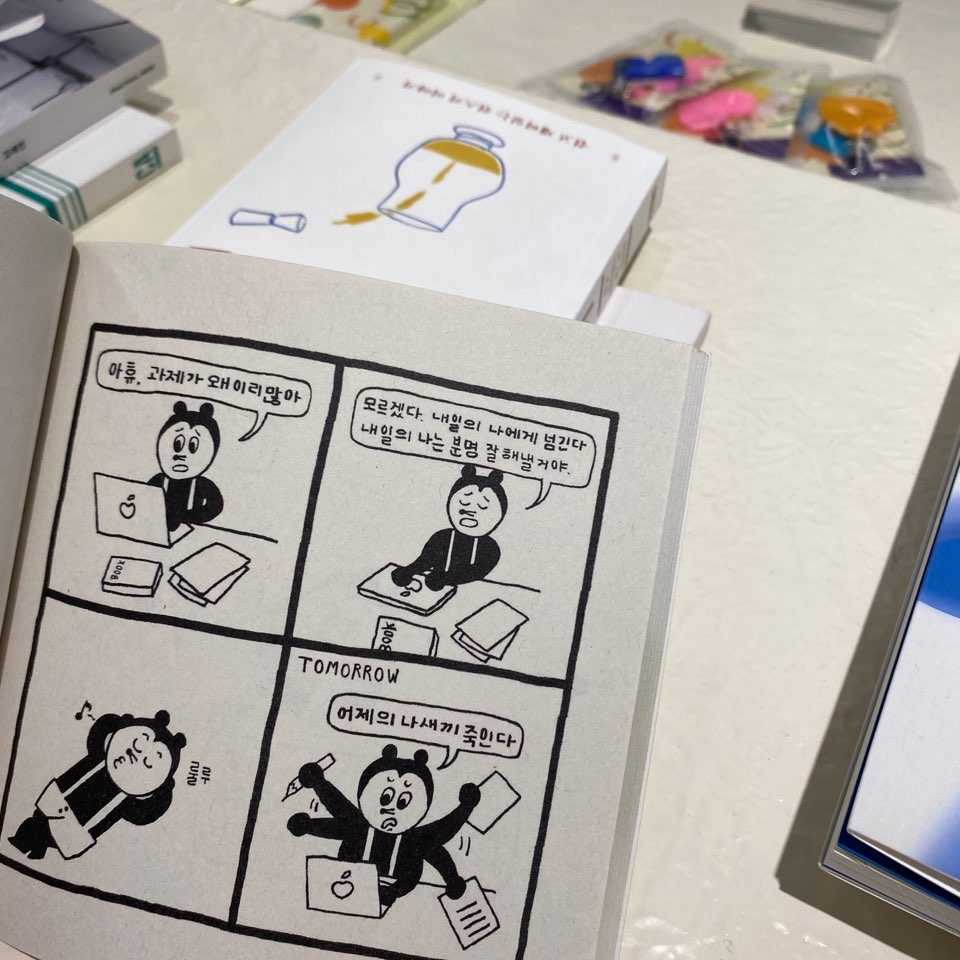 아휴. 과제가 왜이리많아
모르겠다. 내일의 나에게 넘긴다
내일의 나는 분명 잘해낼거야.
BOOK
BOOK
룰루
TOMORROW
어제의 나새끼 죽인다